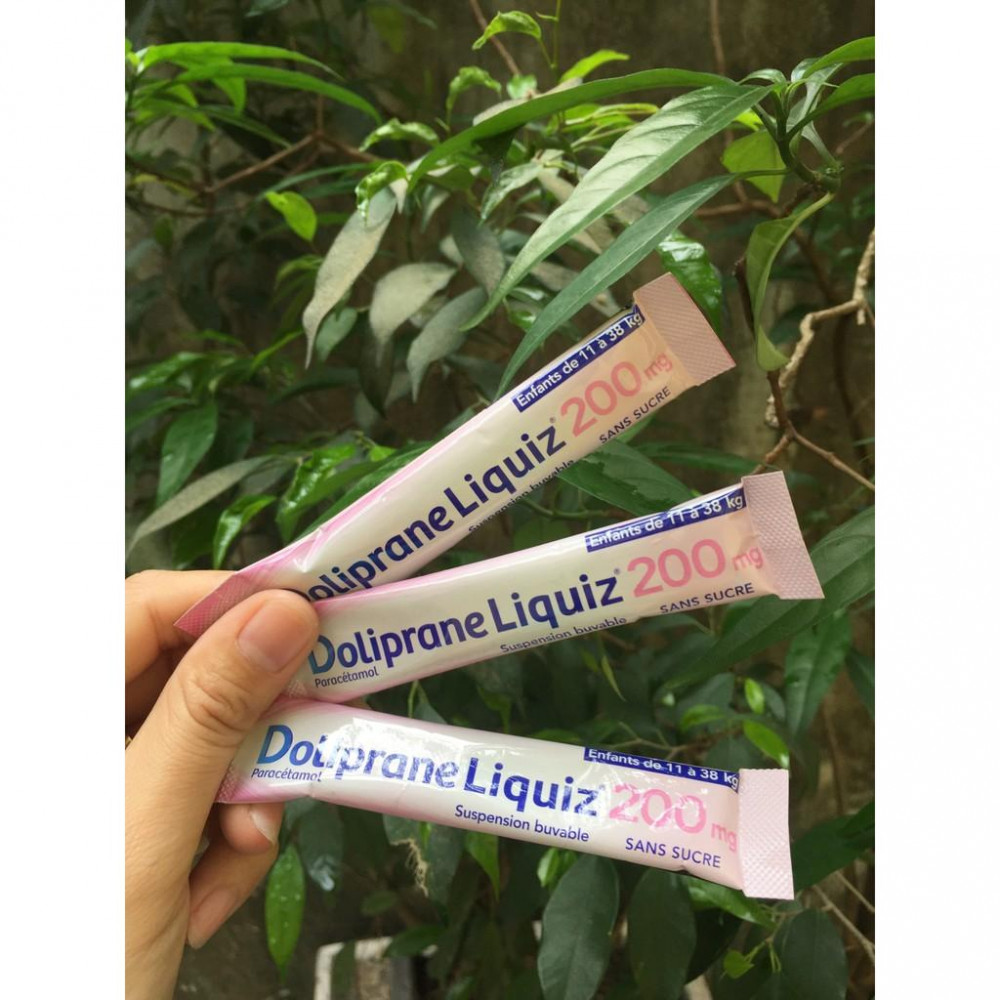 Enfants de 11 à 38 kg
Doliprane Liquiz® 200 mg
Suspension buvable SANS SUCRE
Enfants de 11 à 38 kg
Doliprane Liquiz® 200 mg
Paracétamol Suspension buvable SANS SUCRE
Enfants de 11 à 38 kg
Doliprane Liquiz® 200 mg
Paracétamol Suspension buvable SANS SUCRE